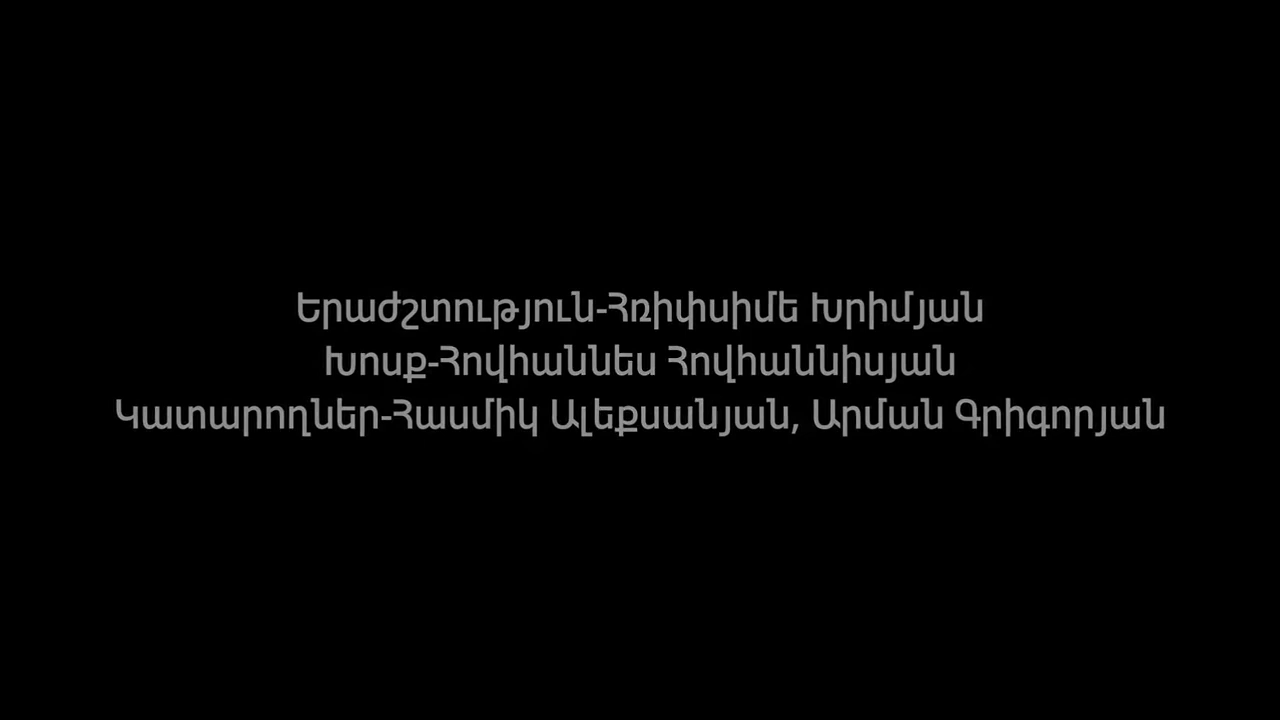 Երաժշտություն-Հռիփսիմե Խրիմյան
Խոսք-Հովհաննես Հովհաննիսյան
Կատարողներ-Հասմիկ Ալեքսանյան, Արման Գրիգորյան